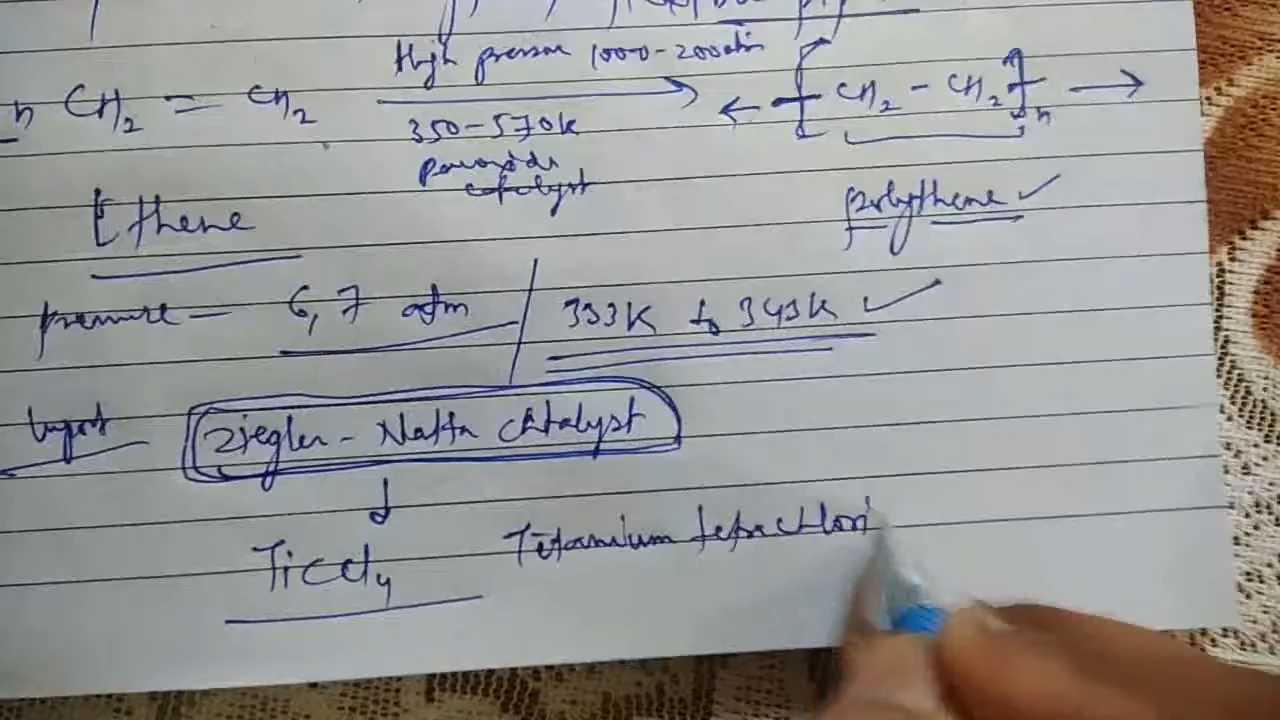 High pressure 1000-200atm
n CH2 = CH2 → ← [ CH2 - CH2 ]n →
350-570k
peroxide
catalyst
Ethene
polythene ✓
pressure - 6, 7 atm / 333K to 343K ✓
Ziegler - Natta Catalyst
↓
TiCl4 Titanium tetrachlori